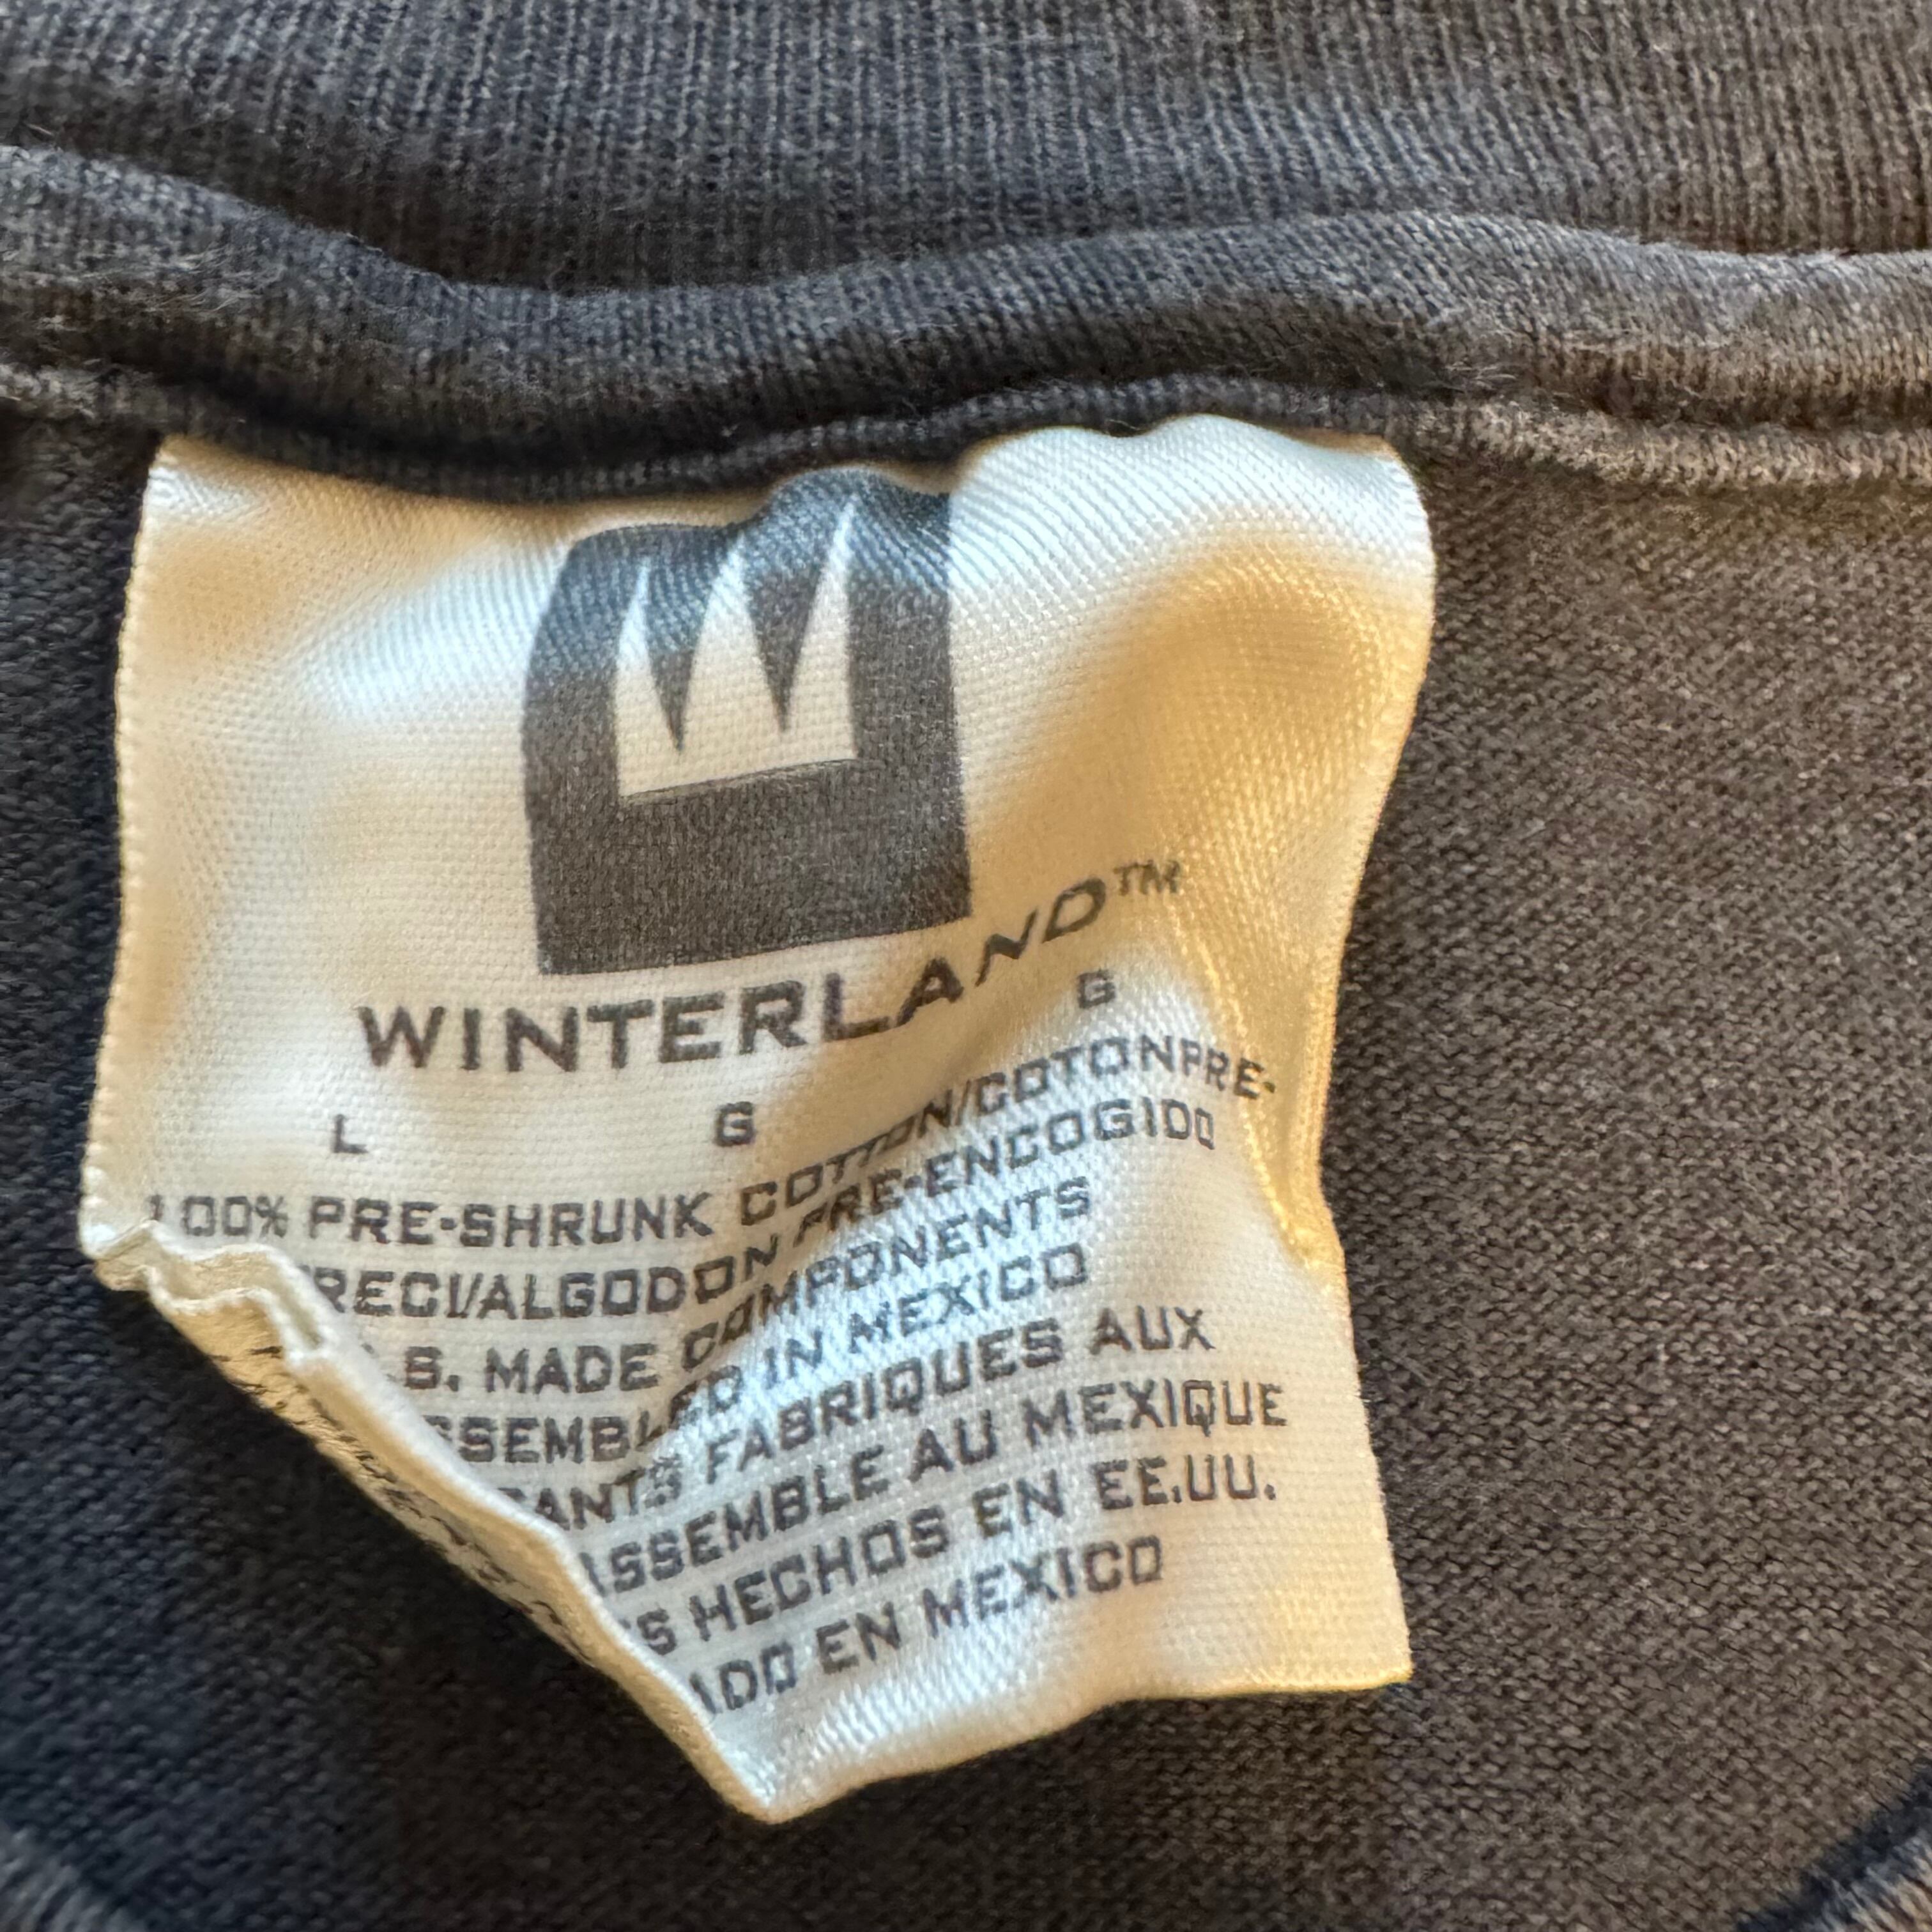 WINTERLAND™
L G G
100% PRE-SHRUNK COTTON/COTONPRE-
RECI/ALGODON PRE-ENCOGIDO
S. MADE COMPONENTS
SSEMBLED IN MEXICO
ANTS FABRIQUES AUX
ASSEMBLE AU MEXIQUE
S HECHOS EN EE.UU.
ADO EN MEXICO